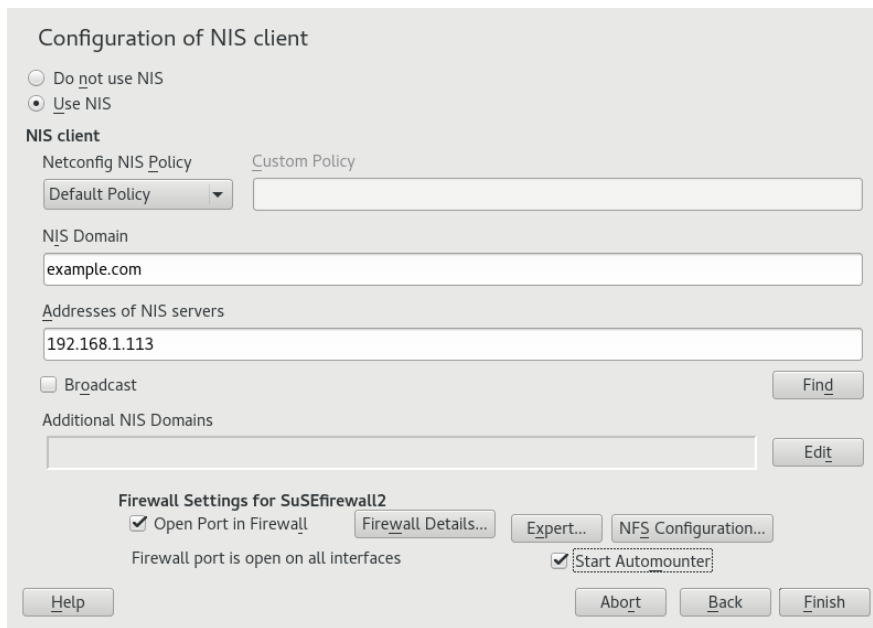 Configuration of NIS client
Do not use NIS
Use NIS
NIS client
Netconfig NIS Policy
Custom Policy
Default Policy
NIS Domain
example.com
Addresses of NIS servers
192.168.1.113
Broadcast
Find
Additional NIS Domains
Edit
Firewall Settings for SuSEfirewall2
Open Port in Firewall
Firewall Details...
Expert...
NFS Configuration...
Firewall port is open on all interfaces
Start Automounter
Help
Abort
Back
Finish